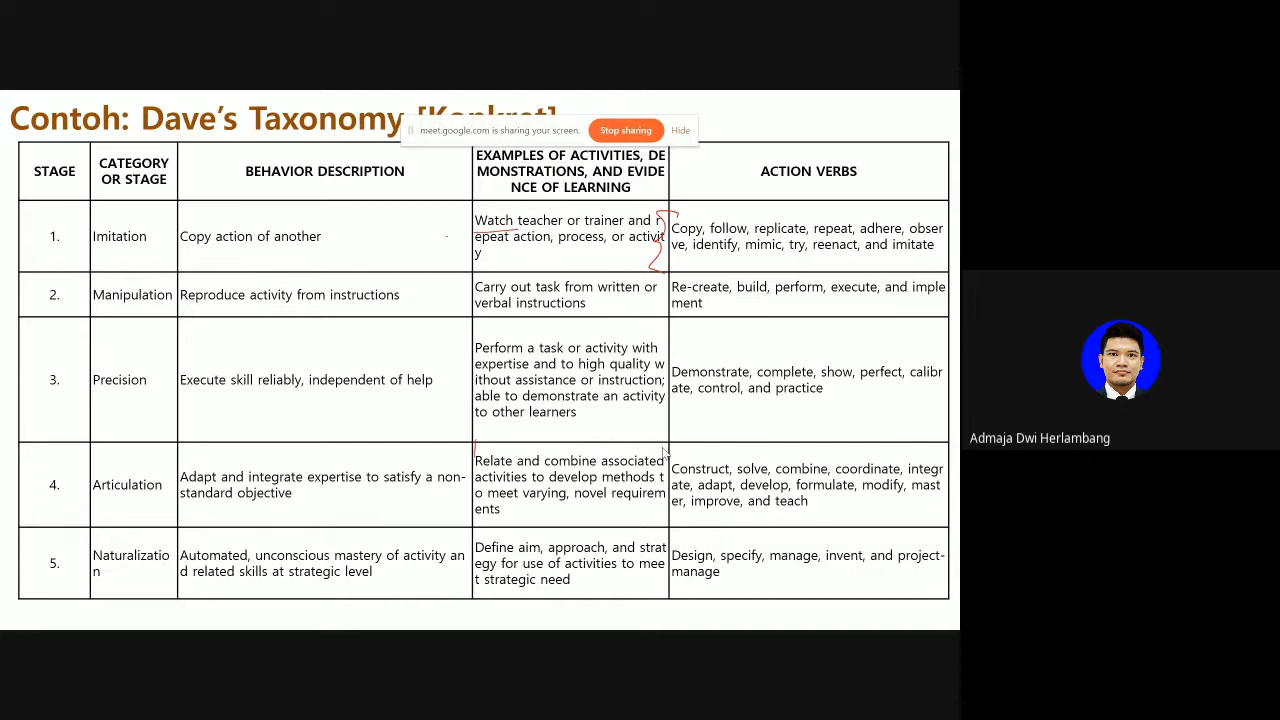 Contoh: Dave's Taxonomy [Konkret]
meet.google.com is sharing your screen.
Stop sharing
Hide
STAGE
CATEGORY
OR STAGE
BEHAVIOR DESCRIPTION
EXAMPLES OF ACTIVITIES, DE
MONSTRATIONS, AND EVIDE
NCE OF LEARNING
ACTION VERBS
1.
Imitation
Copy action of another
Watch teacher or trainer and r
epeat action, process, or activit
y
Copy, follow, replicate, repeat, adhere, obser
ve, identify, mimic, try, reenact, and imitate
2.
Manipulation
Reproduce activity from instructions
Carry out task from written or
verbal instructions
Re-create, build, perform, execute, and imple
ment
3.
Precision
Execute skill reliably, independent of help
Perform a task or activity with
expertise and to high quality w
ithout assistance or instruction;
able to demonstrate an activity
to other learners
Demonstrate, complete, show, perfect, calibr
ate, control, and practice
4.
Articulation
Adapt and integrate expertise to satisfy a non-
standard objective
Relate and combine associated
activities to develop methods t
o meet varying, novel requirem
ents
Construct, solve, combine, coordinate, integr
ate, adapt, develop, formulate, modify, mast
er, improve, and teach
5.
Naturalizatio
n
Automated, unconscious mastery of activity an
d related skills at strategic level
Define aim, approach, and strat
egy for use of activities to mee
t strategic need
Design, specify, manage, invent, and project-
manage
Admaja Dwi Herlambang